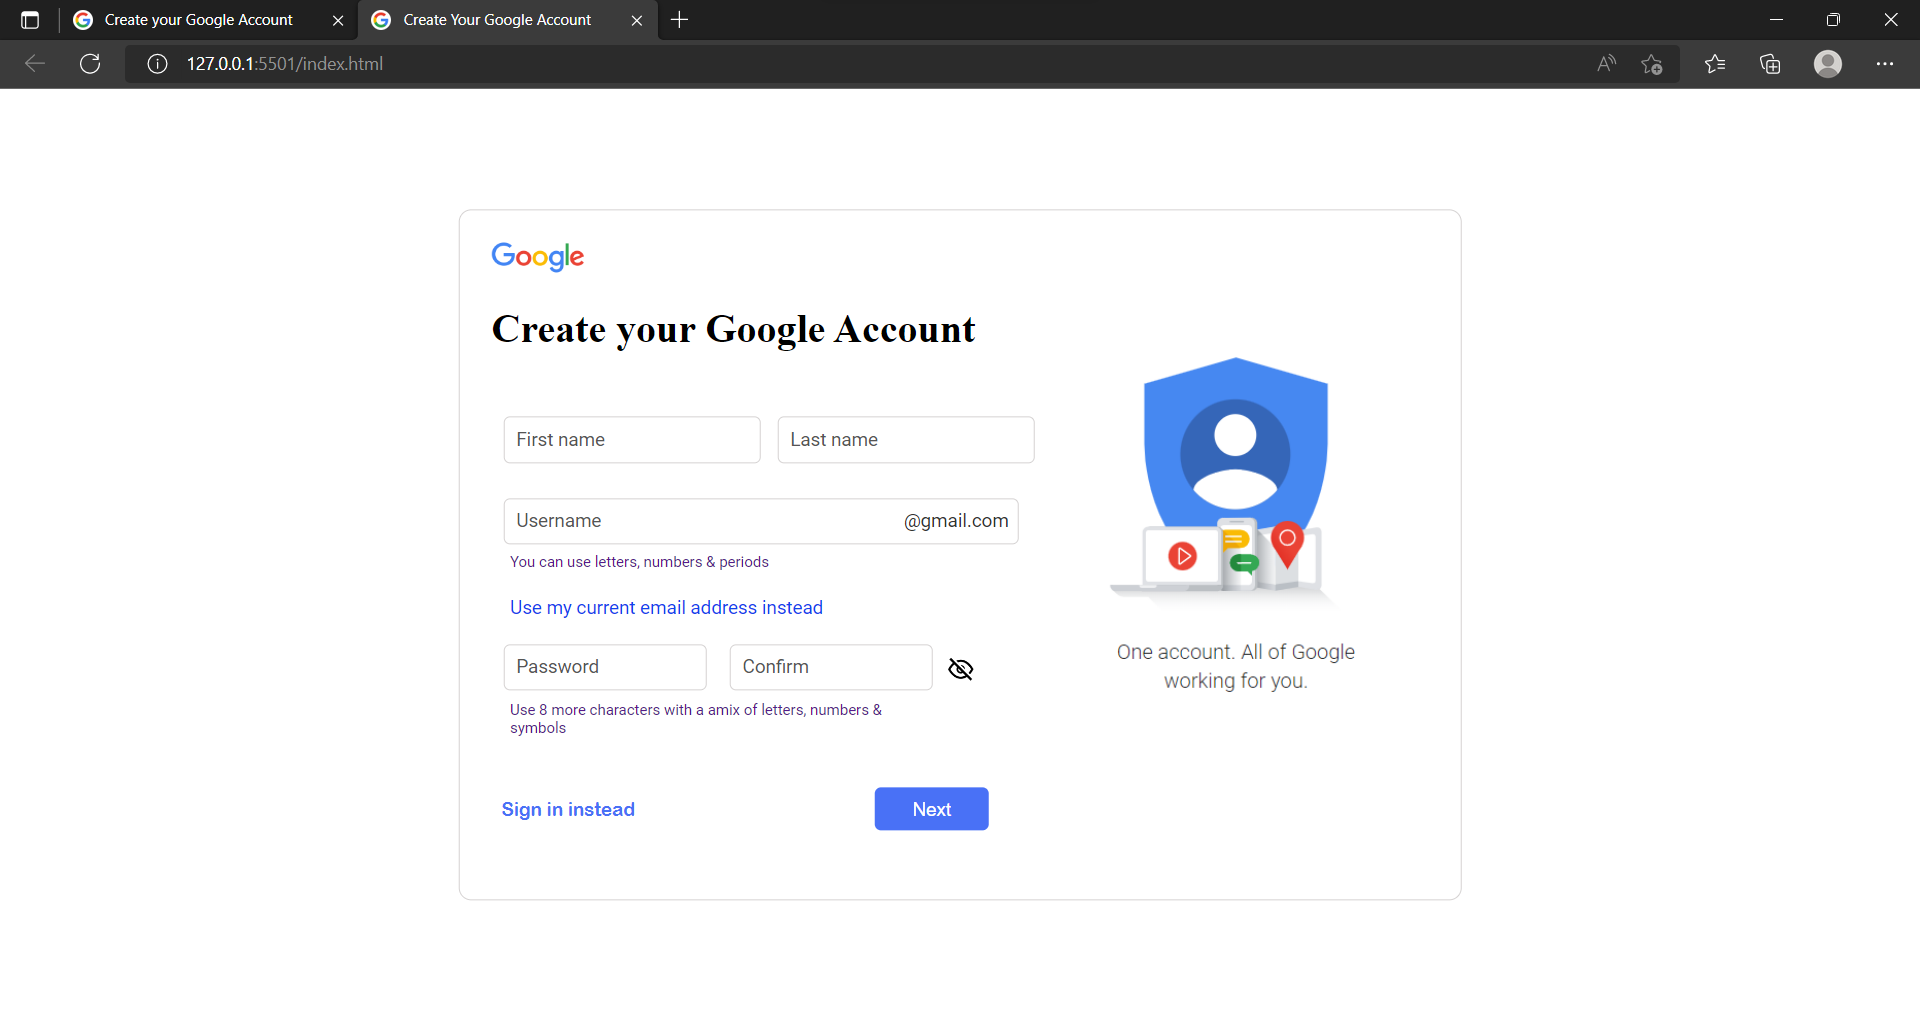 Create your Google Account
Create Your Google Account
127.0.0.1:5501/index.html
Google
Create your Google Account
First name
Last name
Username
@gmail.com
You can use letters, numbers & periods
Use my current email address instead
Password
Confirm
Use 8 more characters with a amix of letters, numbers &
symbols
Sign in instead
Next
One account. All of Google
working for you.